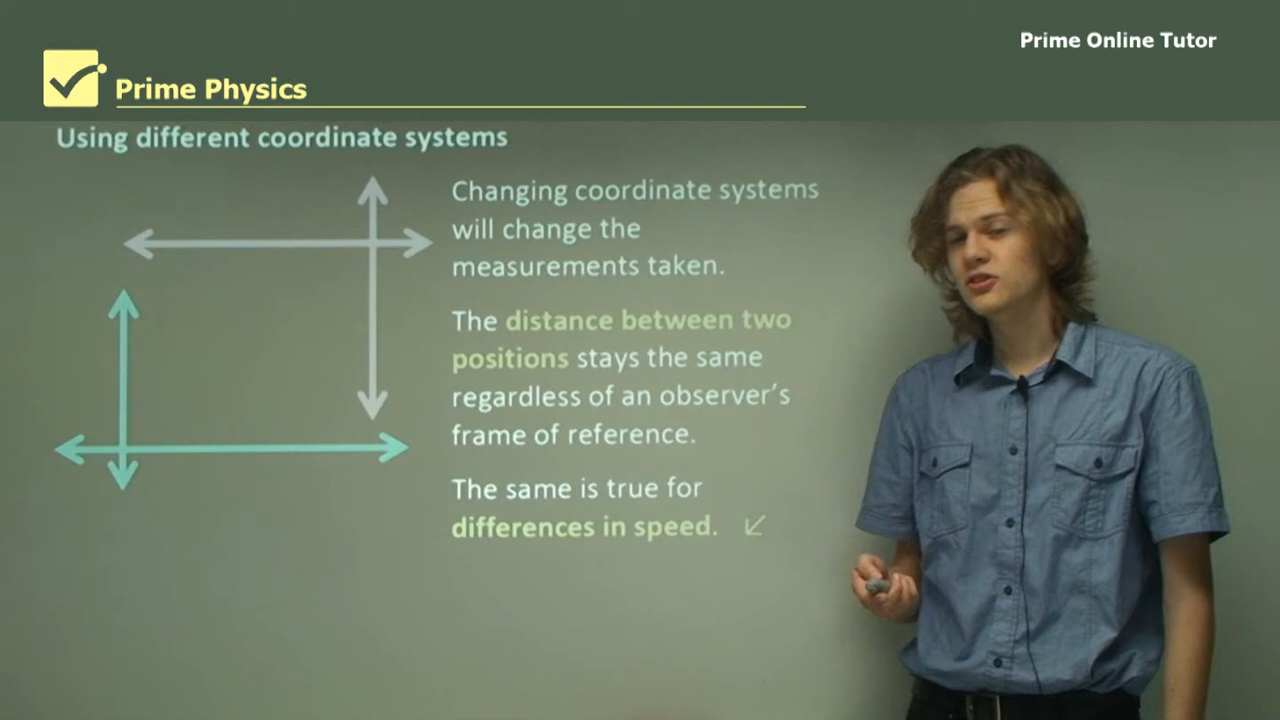 Prime Online Tutor
Prime Physics
Using different coordinate systems
Changing coordinate systems
will change the
measurements taken.
The distance between two
positions stays the same
regardless of an observer’s
frame of reference.
The same is true for
differences in speed.